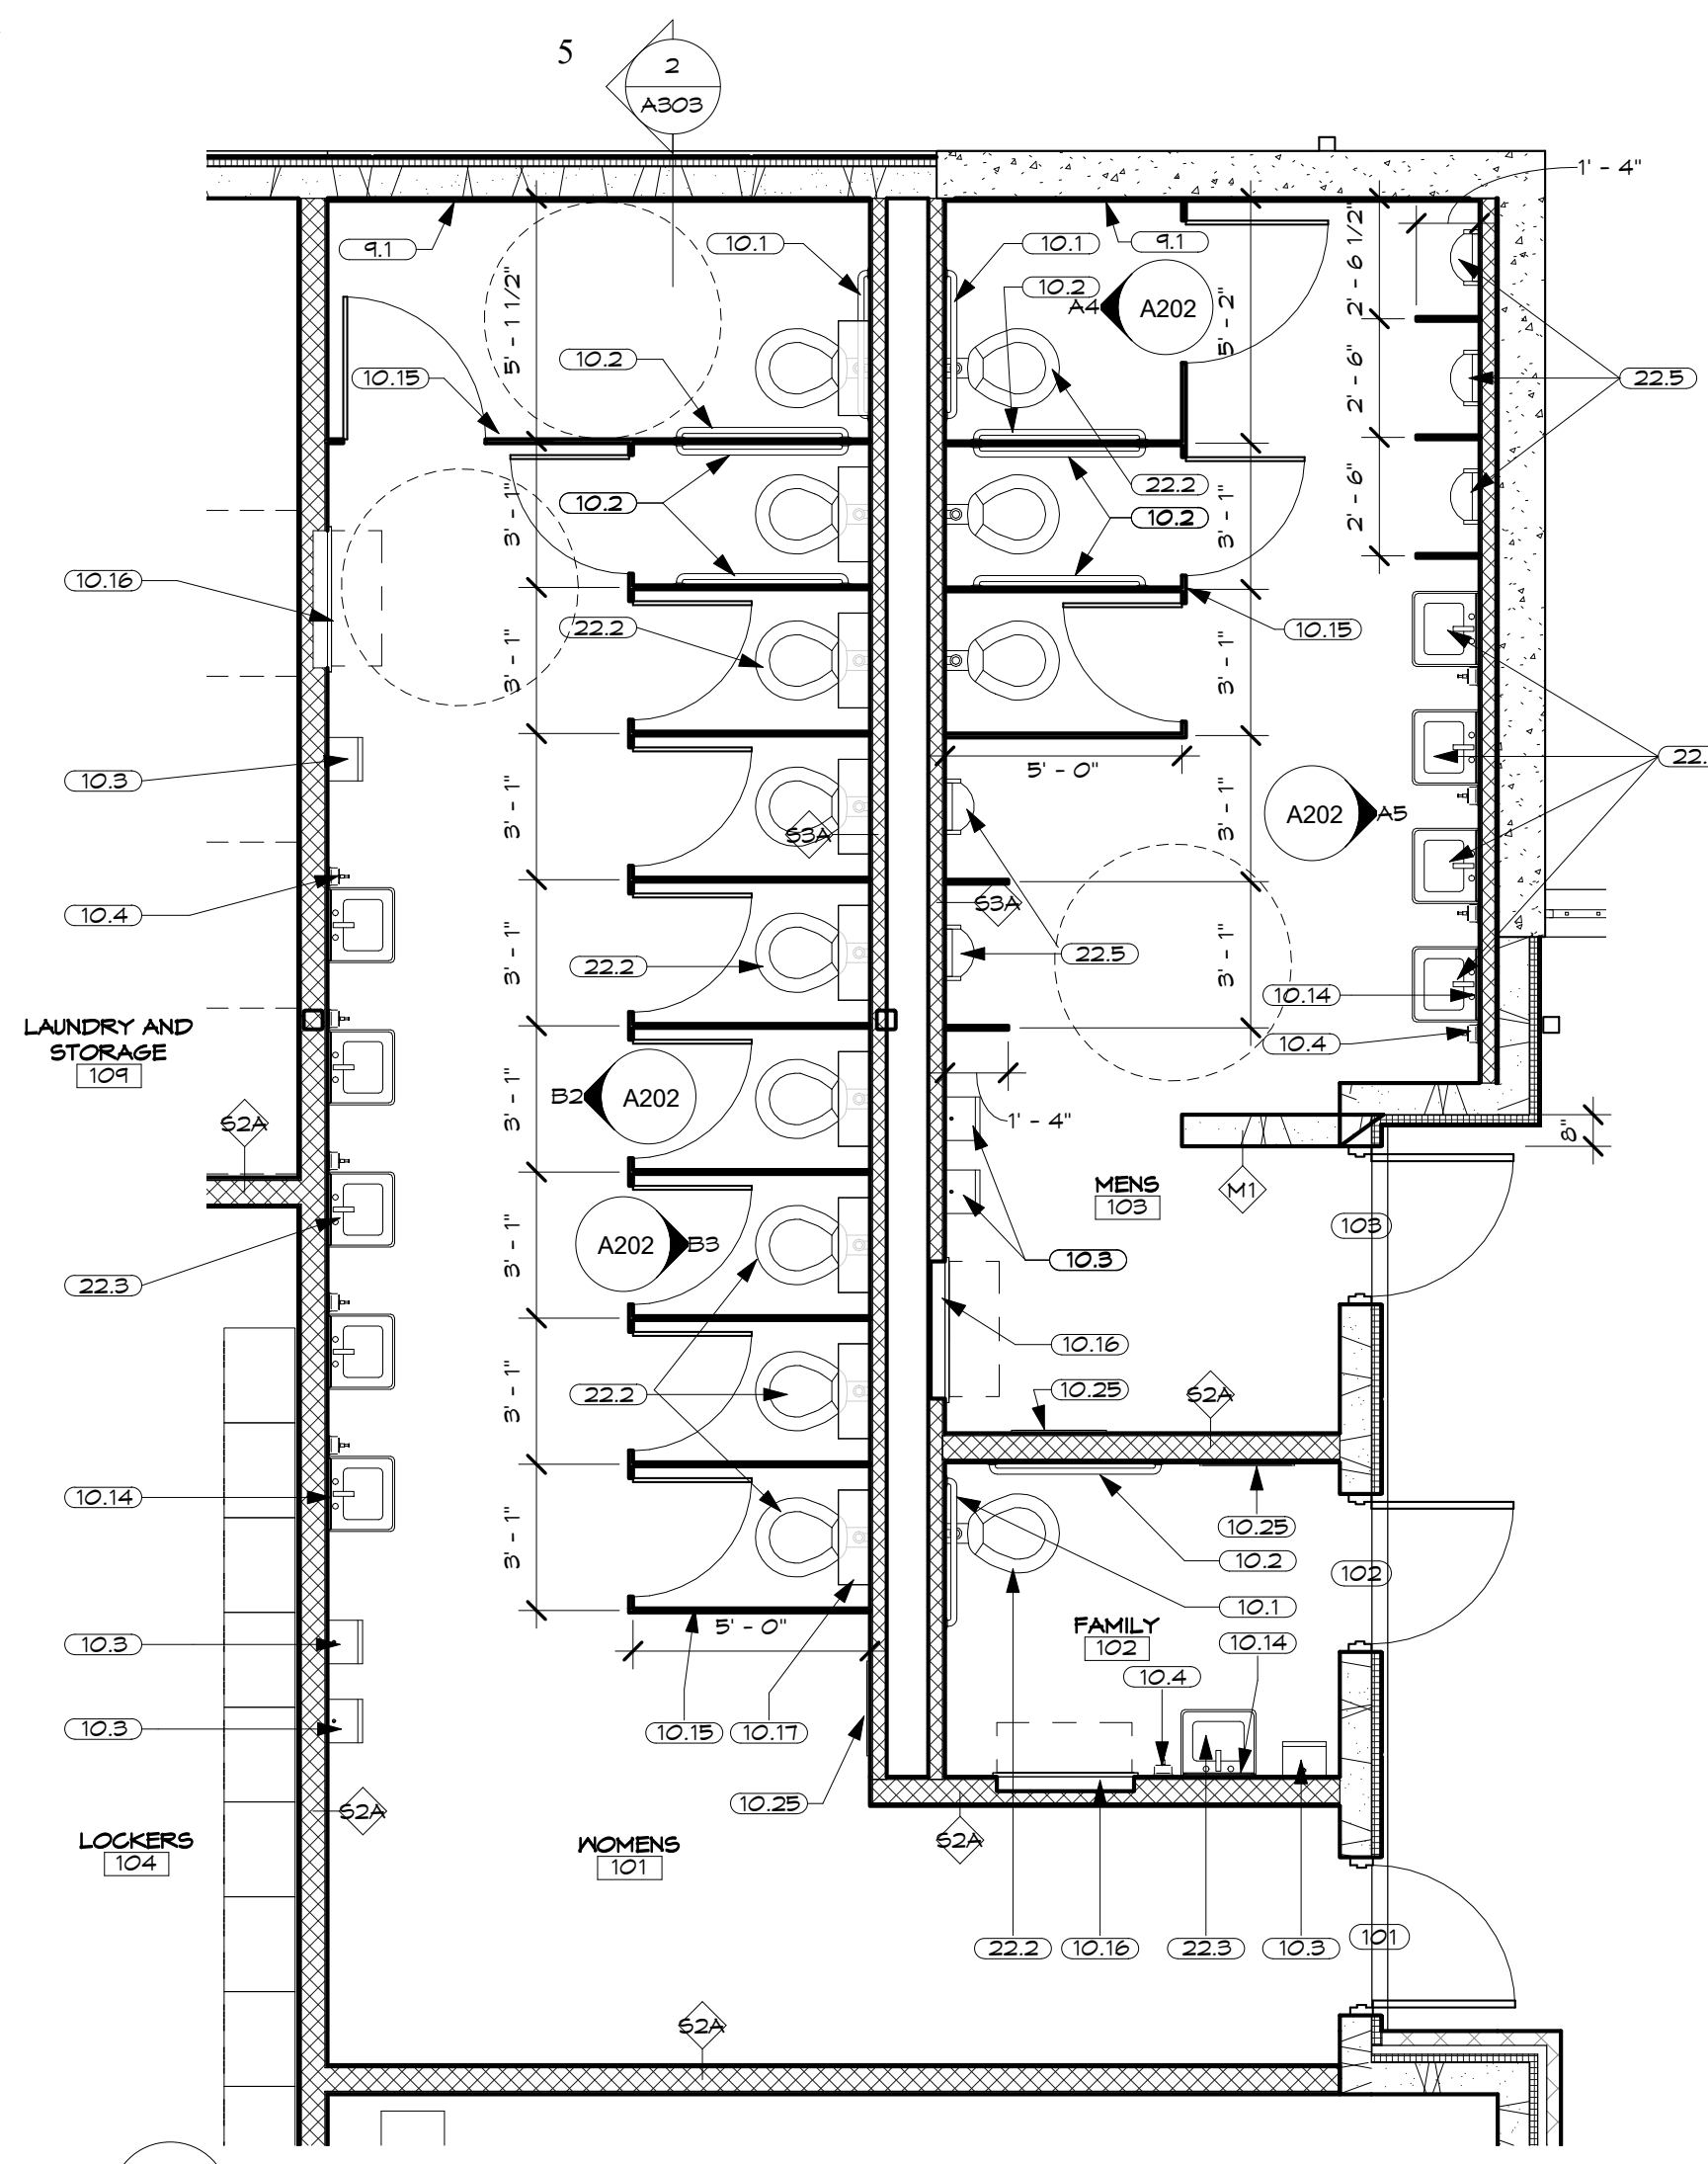 5
2
A303
1' - 4"
9.1
10.1
10.1
9.1
10.2
A4
A202
5' - 1 1/2"
5' - 2"
2' - 6 1/2"
10.2
10.15
22.5
2' - 6"
10.2
22.2
10.2
3' - 1"
3' - 1"
2' - 6"
10.16
22.2
10.15
3' - 1"
3' - 1"
10.3
5' - 0"
22.
3' - 1"
S3A
3' - 1"
A202
A5
10.4
S3A
22.2
22.5
3' - 1"
3' - 1"
10.14
LAUNDRY AND
STORAGE
109
10.4
B2
A202
3' - 1"
1' - 4"
S2A
8"
MENS
103
M1
103
A202
B3
3' - 1"
10.3
22.3
10.16
22.2
3' - 1"
10.25
S2A
10.14
3' - 1"
10.25
10.2
102
10.1
FAMILY
102
10.14
10.3
5' - 0"
10.4
10.3
10.15
10.17
10.25
S2A
LOCKERS
104
WOMENS
101
S2A
22.2
10.16
22.3
10.3
101
S2A